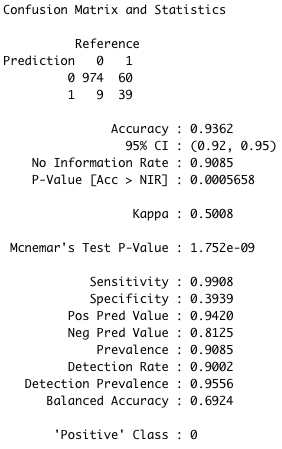 Confusion Matrix and Statistics
Reference
Prediction 0 1
0 974 60
1 9 39
Accuracy : 0.9362
95% CI : (0.92, 0.95)
No Information Rate : 0.9085
P-Value [Acc > NIR] : 0.0005658
Kappa : 0.5008
Mcnemar's Test P-Value : 1.752e-09
Sensitivity : 0.9908
Specificity : 0.3939
Pos Pred Value : 0.9420
Neg Pred Value : 0.8125
Prevalence : 0.9085
Detection Rate : 0.9002
Detection Prevalence : 0.9556
Balanced Accuracy : 0.6924
'Positive' Class : 0